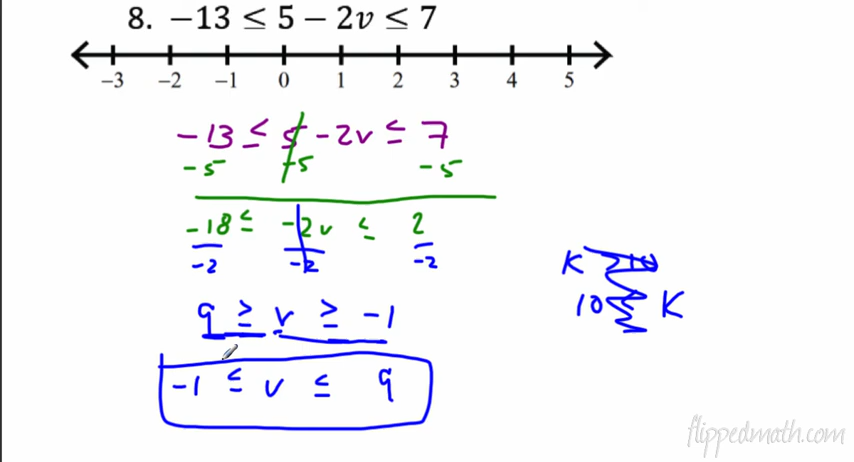 8. −13 ≤ 5 − 2v ≤ 7
−3 −2 −1 0 1 2 3 4 5
-13 ≤ 5 -2v ≤ 7
-5 -5 -5
-18 ≤ -2v ≤ 2
-2 -2 -2
9 ≥ v ≥ -1
-1 ≤ v ≤ 9
K
10 K
flippedmath.com